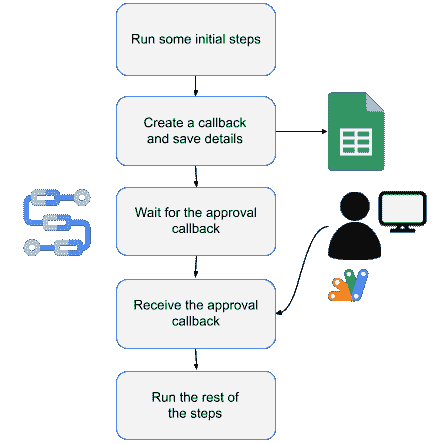 Run some initial steps
Create a callback
and save details
Wait for the approval
callback
Receive the approval
callback
Run the rest of
the steps